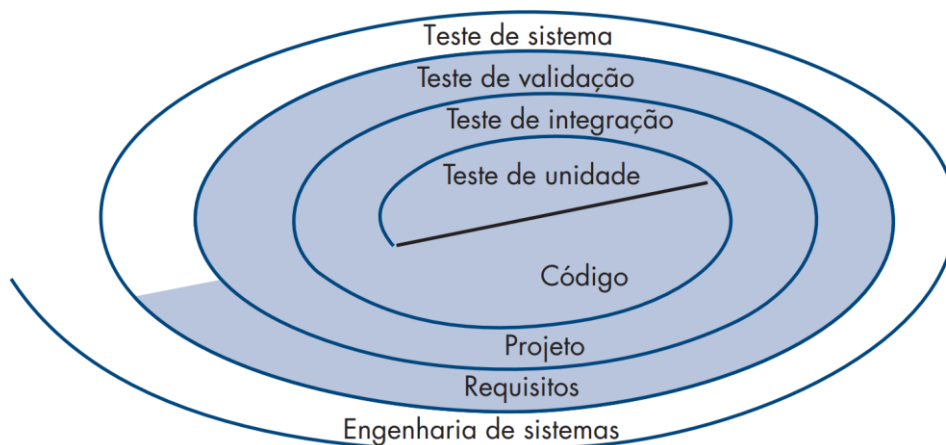 Teste de sistema
Teste de validação
Teste de integração
Teste de unidade
Código
Projeto
Requisitos
Engenharia de sistemas